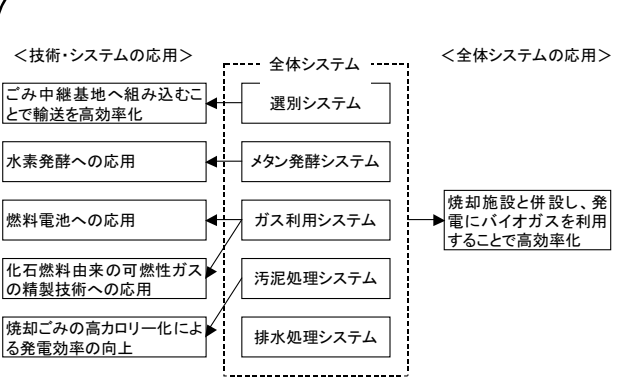 ＜技術・システムの応用＞
全体システム
＜全体システムの応用＞
ごみ中継基地へ組み込むこ
とで輸送を高効率化
選別システム
水素発酵への応用
メタン発酵システム
燃料電池への応用
ガス利用システム
焼却施設と併設し、発
電にバイオガスを利用
することで高効率化
化石燃料由来の可燃性ガス
の精製技術への応用
汚泥処理システム
焼却ごみの高カロリー化によ
る発電効率の向上
排水処理システム